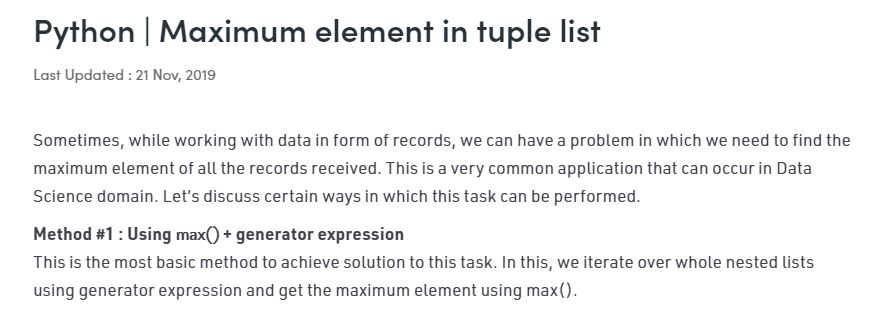 Python | Maximum element in tuple list
Last Updated : 21 Nov, 2019
Sometimes, while working with data in form of records, we can have a problem in which we need to find the
maximum element of all the records received. This is a very common application that can occur in Data
Science domain. Let's discuss certain ways in which this task can be performed.
Method #1 : Using max() + generator expression
This is the most basic method to achieve solution to this task. In this, we iterate over whole nested lists
using generator expression and get the maximum element using max().